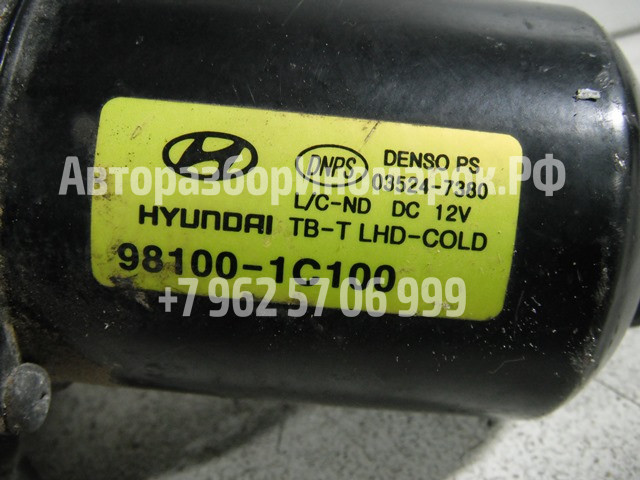 DNPS DENSO PS
03524-7380
L/C-ND DC 12V
HYUNDAI TB-T LHD-COLD
98100-1C100
+7 962 57 06 999